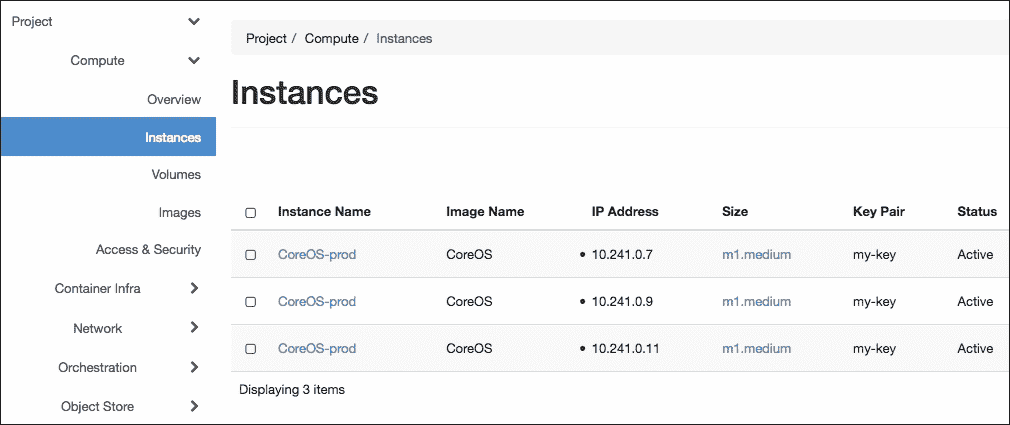 Project
Compute
Overview
Instances
Volumes
Images
Access & Security
Container Infra
Network
Orchestration
Object Store
Project / Compute / Instances
Instances
Instance Name Image Name IP Address Size Key Pair Status
CoreOS-prod CoreOS • 10.241.0.7 m1.medium my-key Active
CoreOS-prod CoreOS • 10.241.0.9 m1.medium my-key Active
CoreOS-prod CoreOS • 10.241.0.11 m1.medium my-key Active
Displaying 3 items